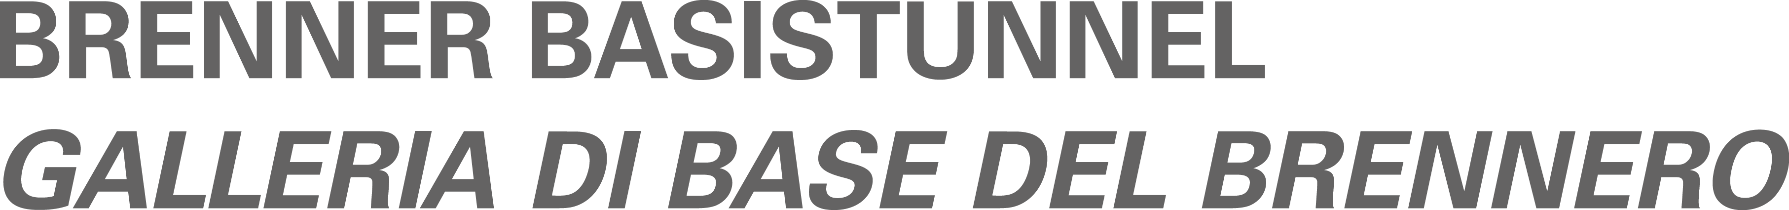 BRENNER BASISTUNNEL
GALLERIA DI BASE DEL BRENNERO